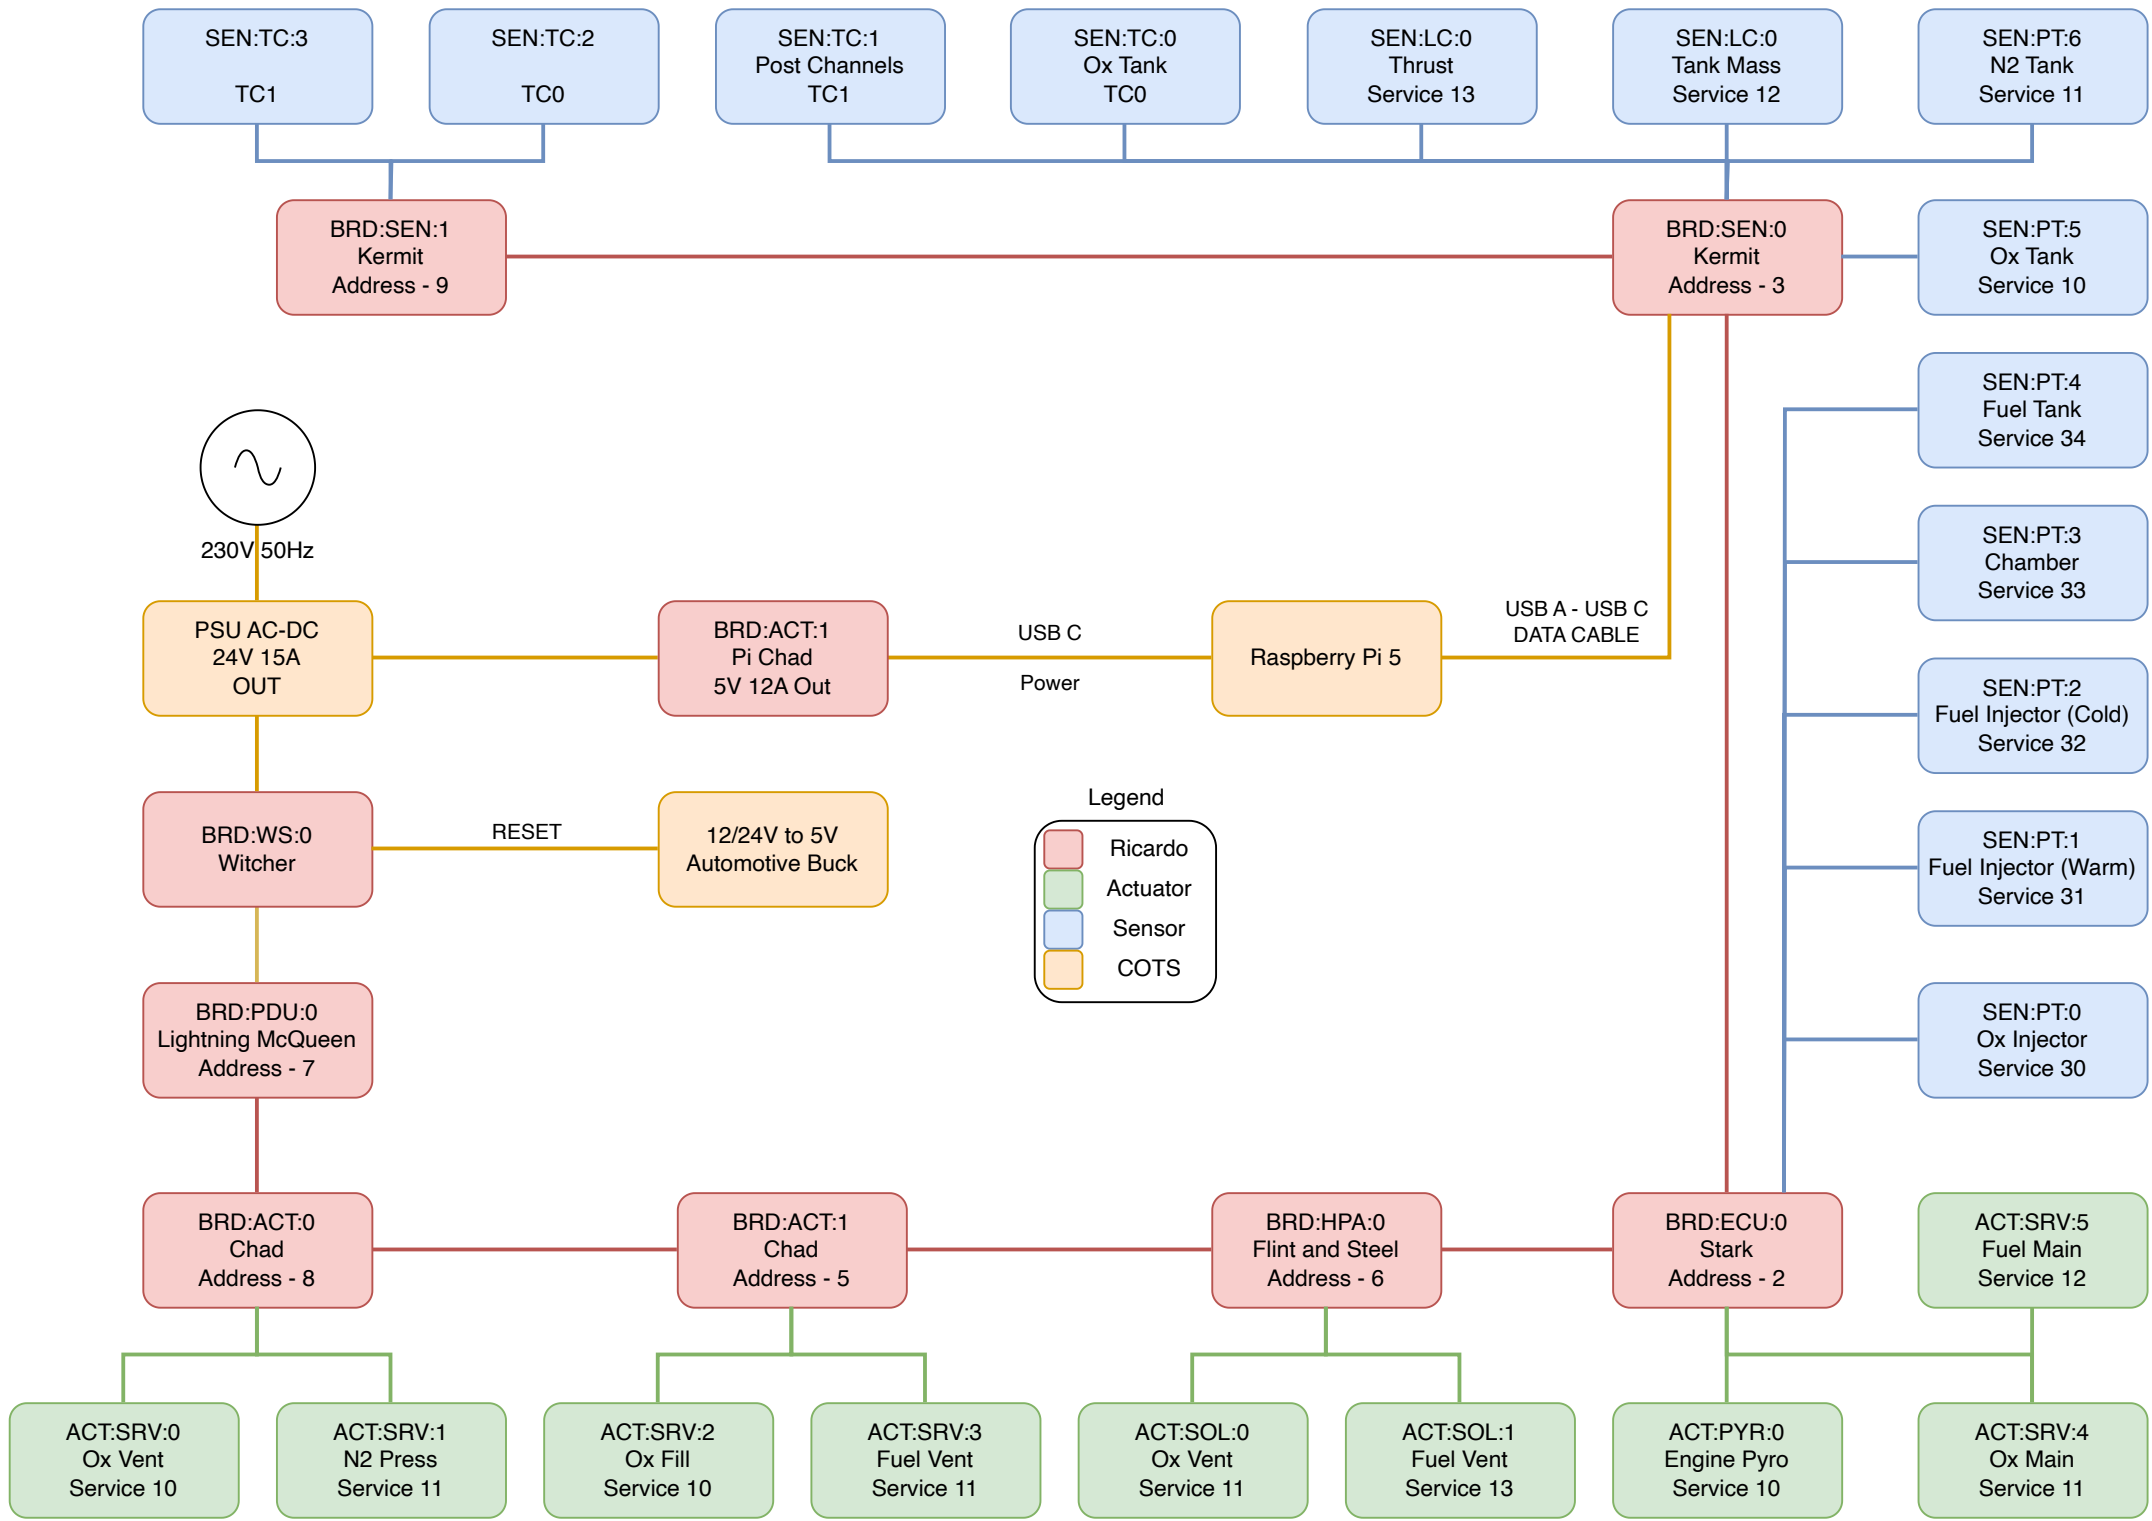 SEN:TC:3
TC1
SEN:TC:2
TC0
SEN:TC:1
Post Channels
TC1
SEN:TC:0
Ox Tank
TC0
SEN:LC:0
Thrust
Service 13
SEN:LC:0
Tank Mass
Service 12
SEN:PT:6
N2 Tank
Service 11
BRD:SEN:1
Kermit
Address - 9
BRD:SEN:0
Kermit
Address - 3
SEN:PT:5
Ox Tank
Service 10
SEN:PT:4
Fuel Tank
Service 34
230V 50Hz
SEN:PT:3
Chamber
Service 33
PSU AC-DC
24V 15A
OUT
BRD:ACT:1
Pi Chad
5V 12A Out
USB C
Power
Raspberry Pi 5
USB A - USB C
DATA CABLE
SEN:PT:2
Fuel Injector (Cold)
Service 32
BRD:WS:0
Witcher
RESET
12/24V to 5V
Automotive Buck
Legend
Ricardo
Actuator
Sensor
COTS
SEN:PT:1
Fuel Injector (Warm)
Service 31
BRD:PDU:0
Lightning McQueen
Address - 7
SEN:PT:0
Ox Injector
Service 30
BRD:ACT:0
Chad
Address - 8
BRD:ACT:1
Chad
Address - 5
BRD:HPA:0
Flint and Steel
Address - 6
BRD:ECU:0
Stark
Address - 2
ACT:SRV:5
Fuel Main
Service 12
ACT:SRV:0
Ox Vent
Service 10
ACT:SRV:1
N2 Press
Service 11
ACT:SRV:2
Ox Fill
Service 10
ACT:SRV:3
Fuel Vent
Service 11
ACT:SOL:0
Ox Vent
Service 11
ACT:SOL:1
Fuel Vent
Service 13
ACT:PYR:0
Engine Pyro
Service 10
ACT:SRV:4
Ox Main
Service 11